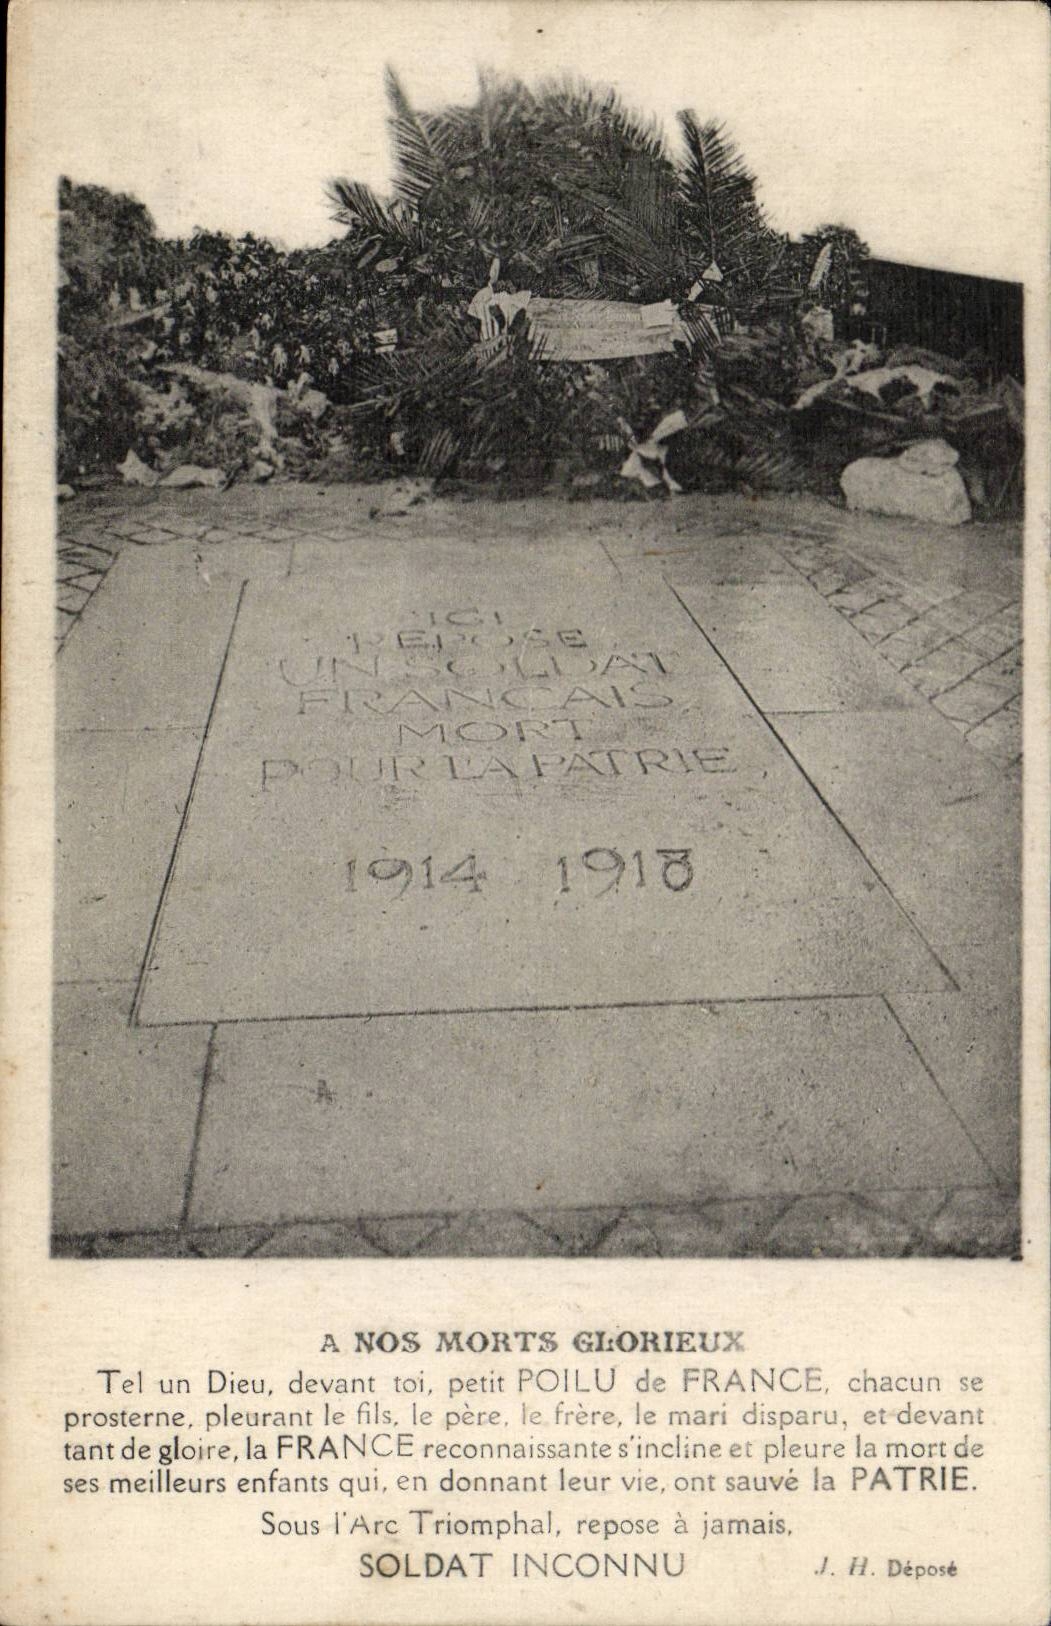 ICI
REPOSE
UN SOLDAT
FRANCAIS
MORT
POUR LA PATRIE
1914 1918
A NOS MORTS GLORIEUX
Tel un Dieu, devant toi, petit POILU de FRANCE, chacun se
prosterne, pleurant le fils, le père, le frère, le mari disparu, et devant
tant de gloire, la FRANCE reconnaissante s'incline et pleure la mort de
ses meilleurs enfants qui, en donnant leur vie, ont sauvé la PATRIE.
Sous l'Arc Triomphal, repose à jamais,
SOLDAT INCONNU
J. H. Déposé